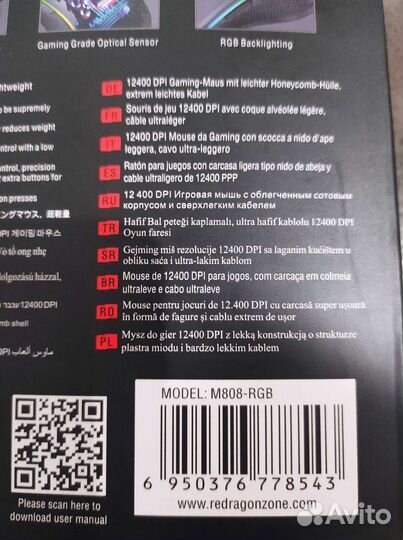 Gaming Grade Optical Sensor
RGB Backlighting
htweight
to be supremely
y reduces weight
ontrol with a low
ontrol, precision
r extra buttons for
ion presses
ングマウス、超軽量
DPI 게이밍 마우스
Vỏ tổ ong nhẹ
dolgozású házzal,
12400 DPI עכבר
mb shell
ماوس ألعاب DPI
DE 12400 DPI Gaming-Maus mit leichter Honeycomb-Hülle,
extrem leichtes Kabel
FR Souris de jeu 12400 DPI avec coque alvéolée légère,
câble ultraléger
IT 12400 DPI Mouse da Gaming con scocca a nido d'ape
leggera, cavo ultra-leggero
ES Ratón para juegos con carcasa ligera tipo nido de abeja y
cable ultraligero de 12400 PPP
RU 12 400 DPI Игровая мышь с облегченным сотовым
корпусом и сверхлегким кабелем
TR Hafif Bal peteği kaplamalı, ultra hafif kablolu 12400 DPI
Oyun faresi
SR Gejming miš rezolucije 12400 DPI sa laganim kućištem u
obliku saća i ultra-lakim kablom
BR Mouse de 12400 DPI para jogos, com carcaça em colmeia
ultraleve e cabo ultraleve
RO Mouse pentru jocuri de 12.400 DPI cu carcasă super ușoară
în formă de fagure și cablu extrem de ușor
PL Mysz do gier 12400 DPI z lekką konstrukcją o strukturze
plastra miodu i bardzo lekkim kablem
MODEL: M808-RGB
6 950376 778543
www.redragonzone.com
Please scan here to
download user manual
Avito